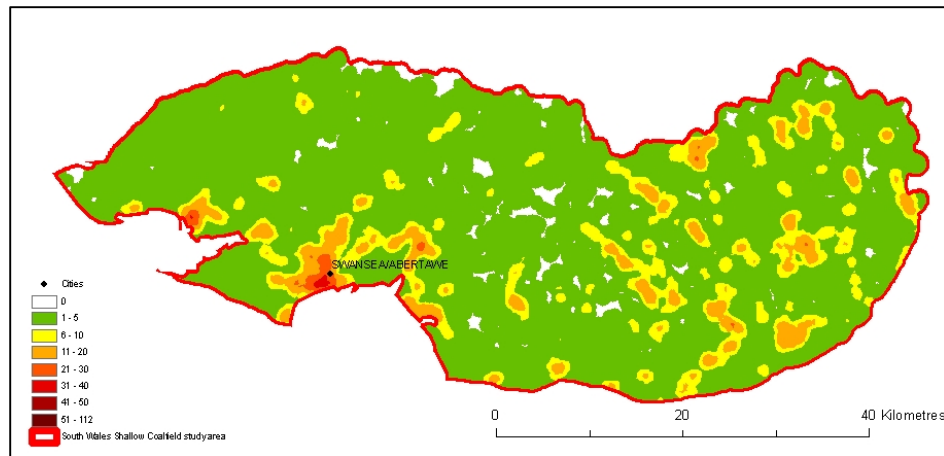 SWANSEA/ABERTAWE
Cities
0
1 - 5
6 - 10
11 - 20
21 - 30
31 - 40
41 - 50
51 - 112
South Wales Shallow Coalfield studyarea
0 20 40 Kilometres